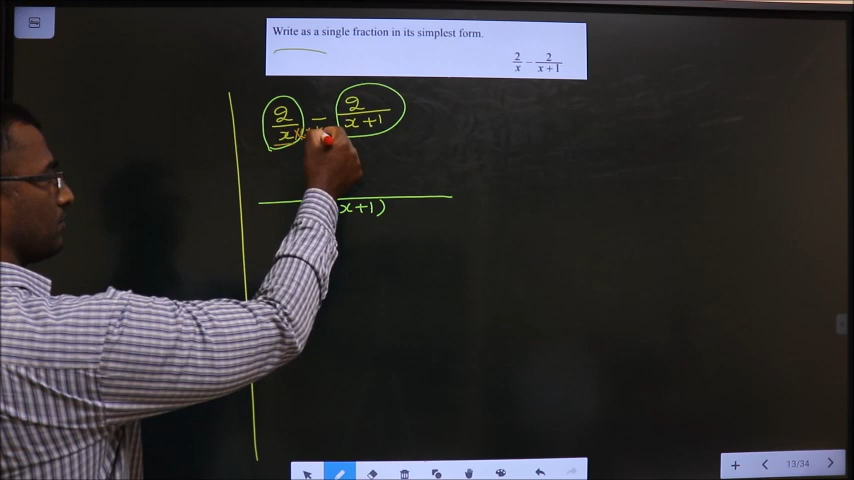 Write as a single fraction in its simplest form.
2/x − 2/(x + 1)
2/x − 2/(x+1)
x+1)
13/34